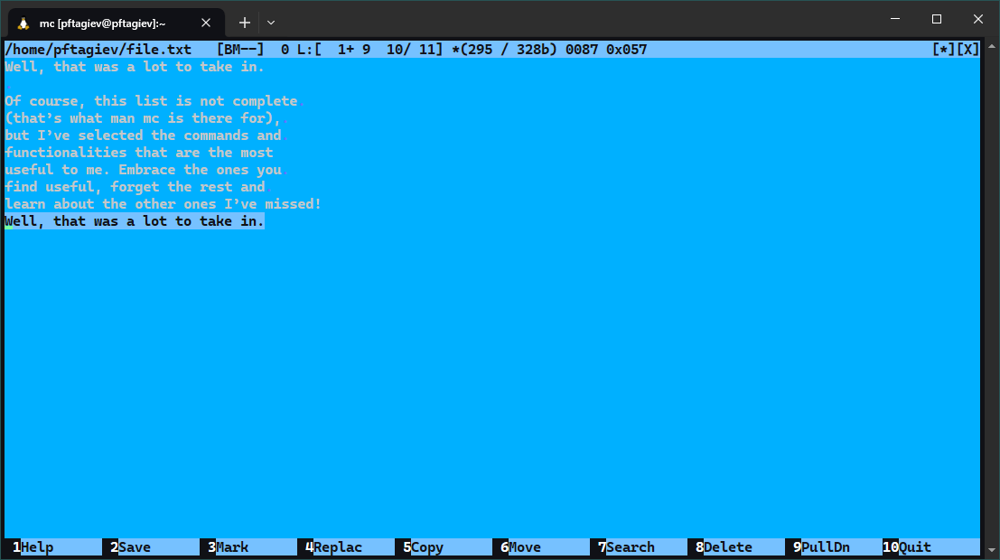 mc [pftagiev@pftagiev]:~
/home/pftagiev/file.txt   [BM--]  0 L:[  1+ 9  10/ 11] *(295 / 328b) 0087 0x057 [*][X]
Well, that was a lot to take in.
Of course, this list is not complete
(that’s what man mc is there for),
but I’ve selected the commands and
functionalities that are the most
useful to me. Embrace the ones you
find useful, forget the rest and
learn about the other ones I’ve missed!
Well, that was a lot to take in.
1Help 2Save 3Mark 4Replac 5Copy 6Move 7Search 8Delete 9PullDn 10Quit